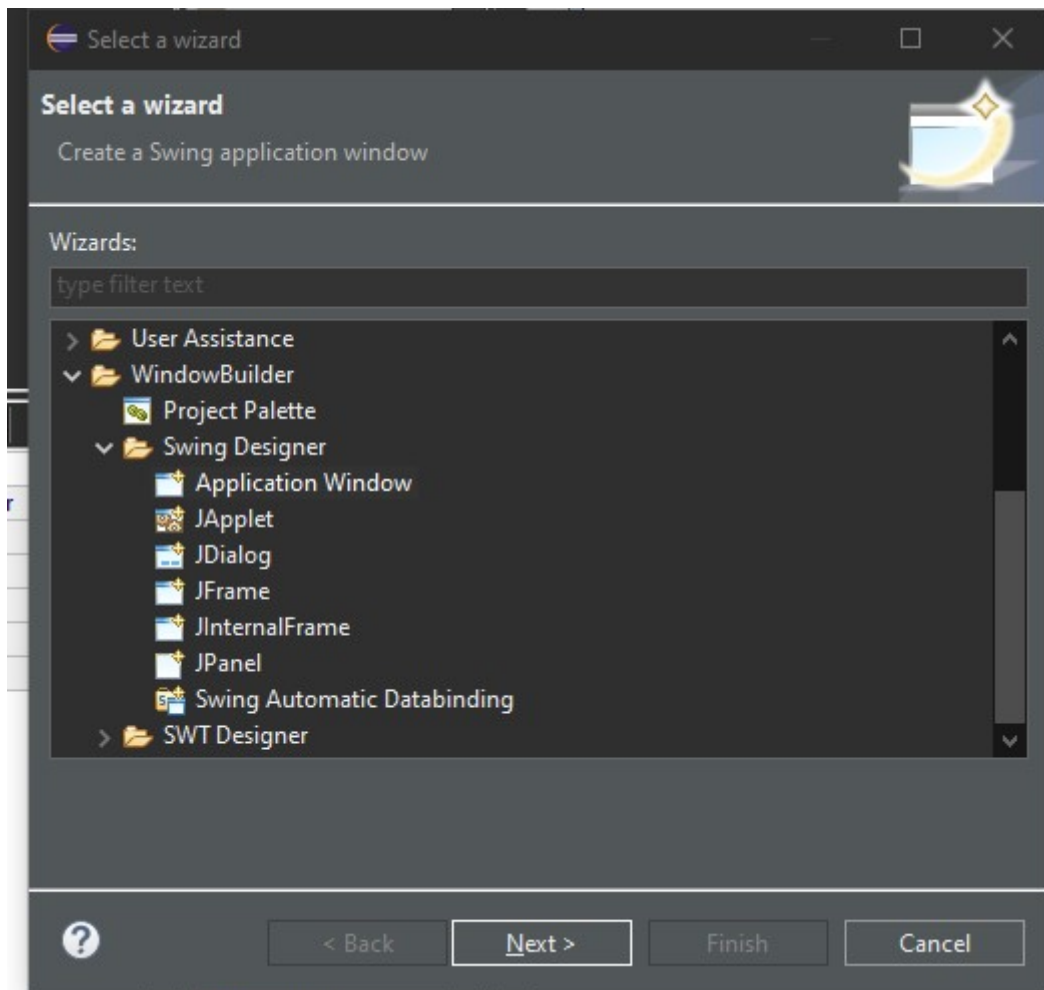 Select a wizard
Select a wizard
Create a Swing application window
Wizards:
type filter text
User Assistance
WindowBuilder
Project Palette
Swing Designer
Application Window
r
JApplet
JDialog
JFrame
JInternalFrame
JPanel
Swing Automatic Databinding
SWT Designer
?
< Back Next > Finish Cancel